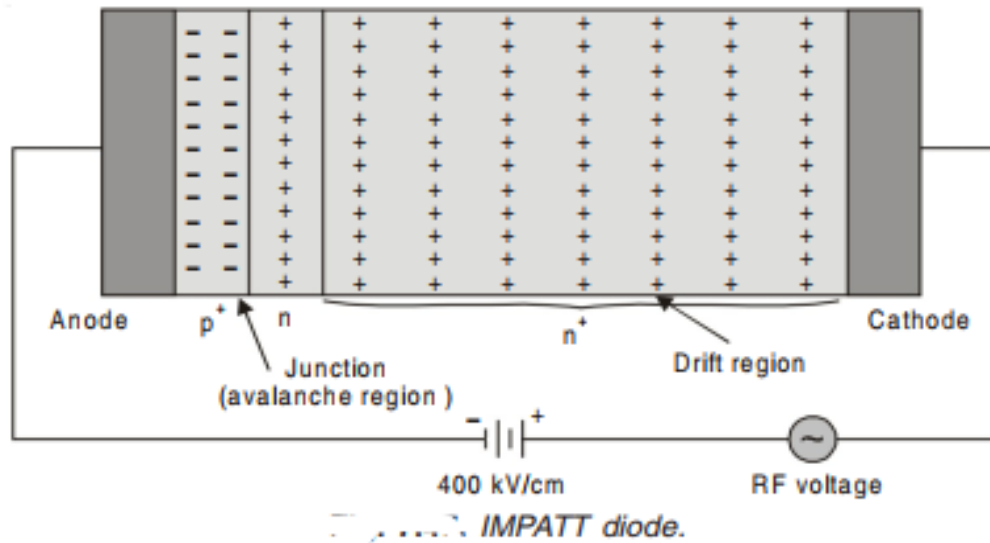 Anode
p+
n
n+
Cathode
Junction
(avalanche region )
Drift region
- +
~
400 kV/cm
RF voltage
IMPATT diode.